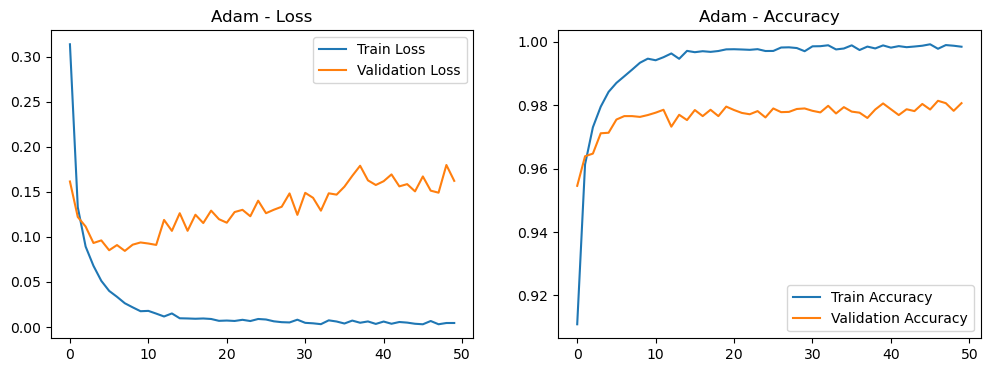 Adam - Loss
Train Loss
Validation Loss
0.30
0.25
0.20
0.15
0.10
0.05
0.00
0 10 20 30 40 50
Adam - Accuracy
1.00
0.98
0.96
0.94
0.92
Train Accuracy
Validation Accuracy
0 10 20 30 40 50